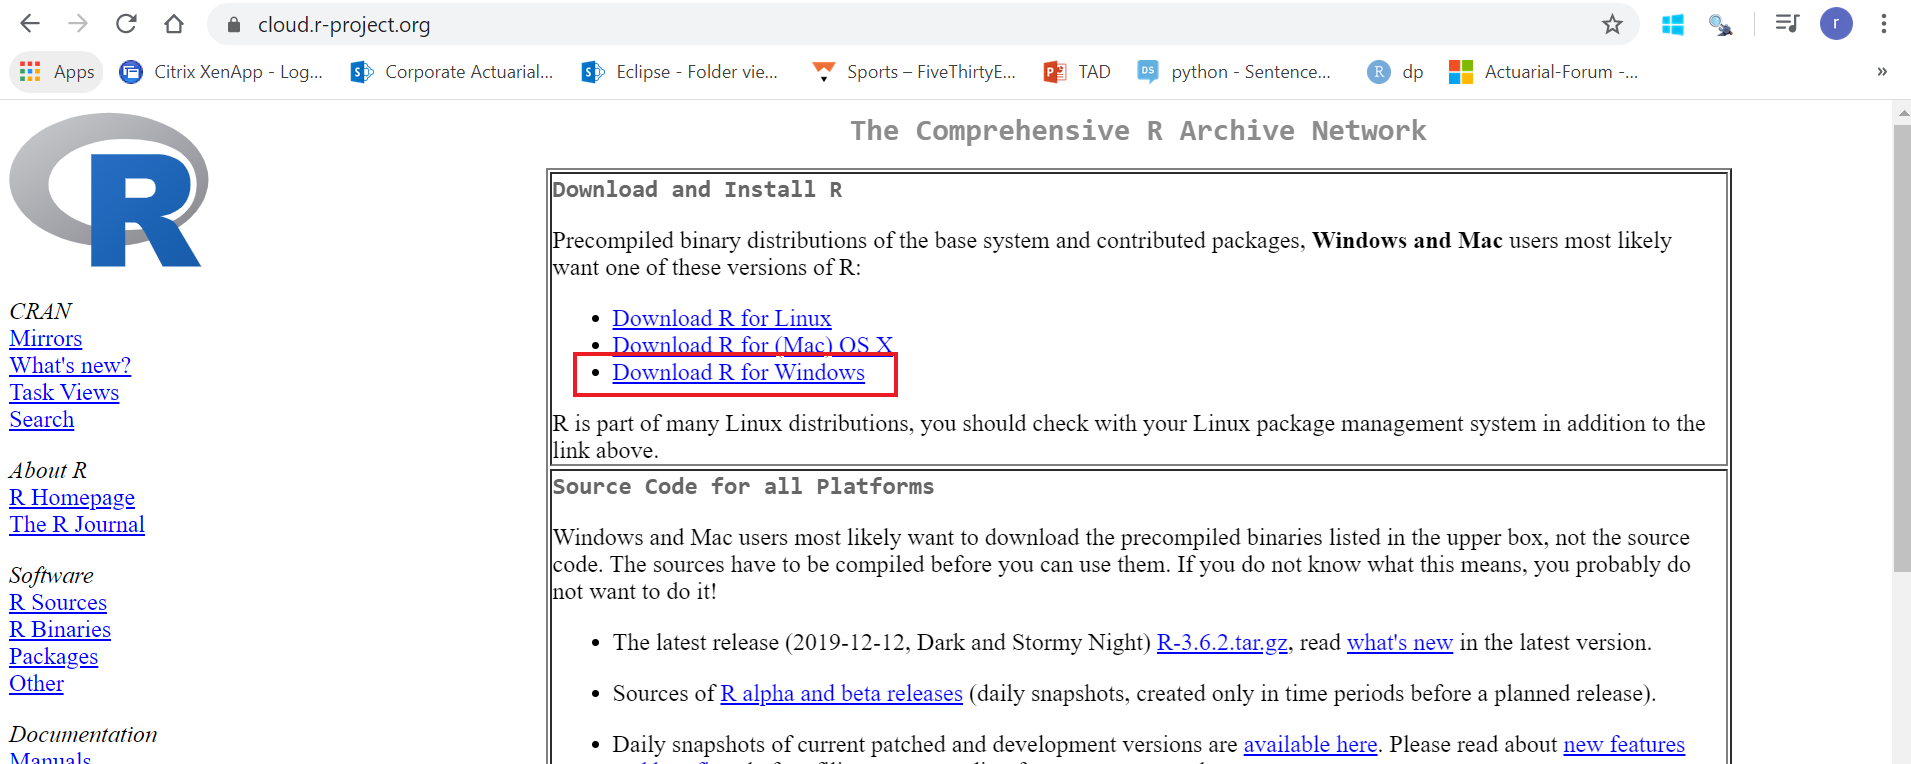 cloud.r-project.org
r
Apps
Citrix XenApp - Log...
Corporate Actuarial...
Eclipse - Folder vie...
Sports – FiveThirtyE...
TAD
python - Sentence...
dp
Actuarial-Forum -...
»
R
The Comprehensive R Archive Network
CRAN
Mirrors
What's new?
Task Views
Search
About R
R Homepage
The R Journal
Software
R Sources
R Binaries
Packages
Other
Documentation
Manuals
Download and Install R
Precompiled binary distributions of the base system and contributed packages, Windows and Mac users most likely
want one of these versions of R:
• Download R for Linux
• Download R for (Mac) OS X
• Download R for Windows
R is part of many Linux distributions, you should check with your Linux package management system in addition to the
link above.
Source Code for all Platforms
Windows and Mac users most likely want to download the precompiled binaries listed in the upper box, not the source
code. The sources have to be compiled before you can use them. If you do not know what this means, you probably do
not want to do it!
• The latest release (2019-12-12, Dark and Stormy Night) R-3.6.2.tar.gz, read what's new in the latest version.
• Sources of R alpha and beta releases (daily snapshots, created only in time periods before a planned release).
• Daily snapshots of current patched and development versions are available here. Please read about new features